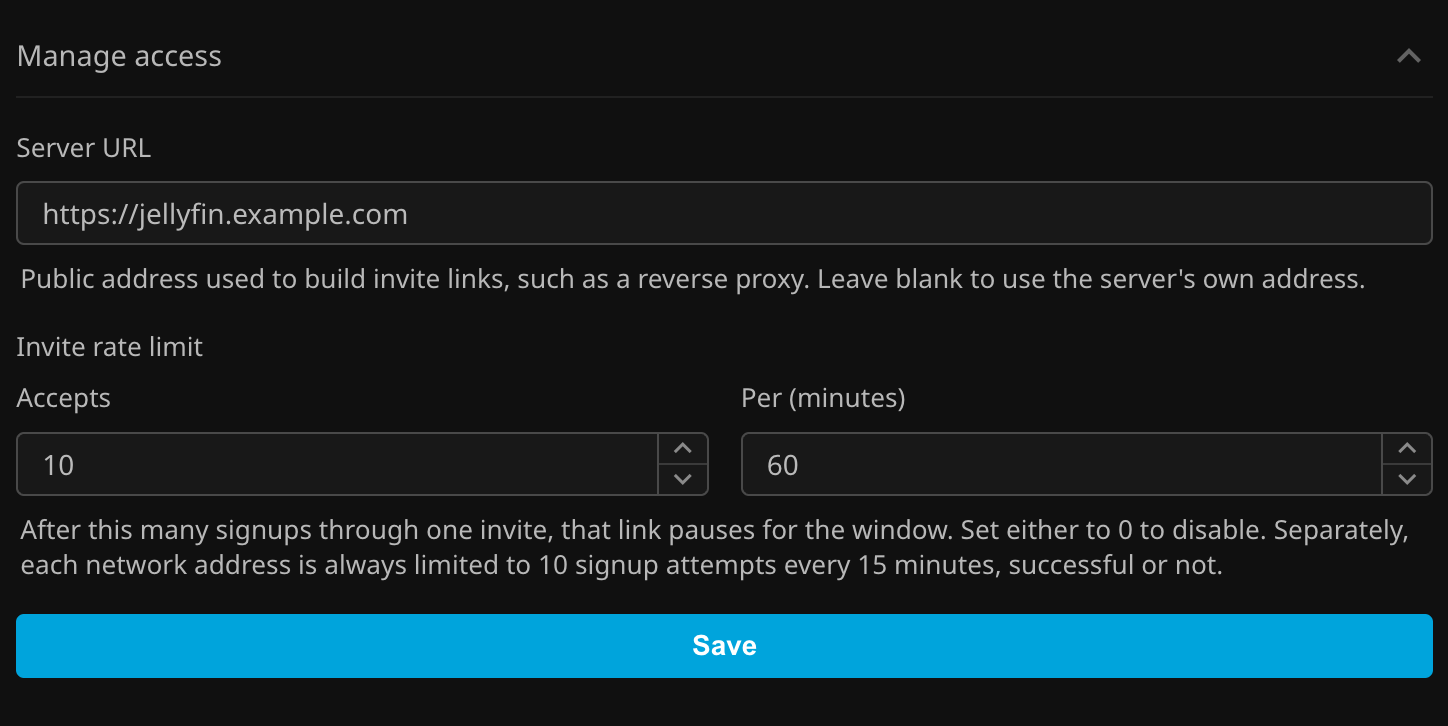 Manage access
Server URL
https://jellyfin.example.com
Public address used to build invite links, such as a reverse proxy. Leave blank to use the server's own address.
Invite rate limit
Accepts
Per (minutes)
10
60
After this many signups through one invite, that link pauses for the window. Set either to 0 to disable. Separately,
each network address is always limited to 10 signup attempts every 15 minutes, successful or not.
Save